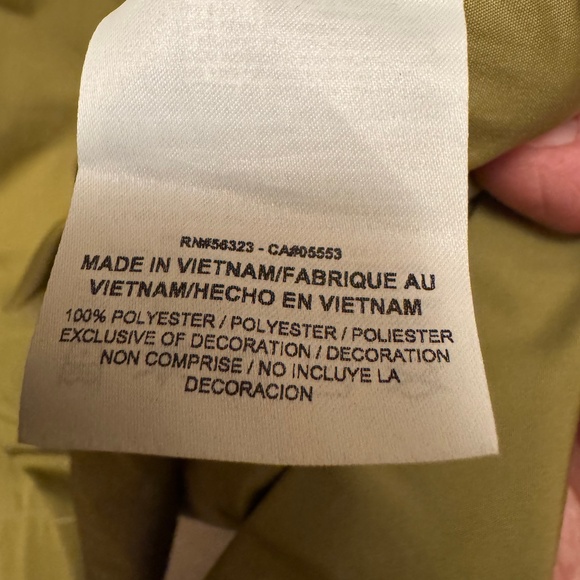 RN#56323 - CA#05553
MADE IN VIETNAM/FABRIQUE AU
VIETNAM/HECHO EN VIETNAM
100% POLYESTER / POLYESTER / POLIESTER
EXCLUSIVE OF DECORATION / DECORATION
NON COMPRISE / NO INCLUYE LA
DECORACION